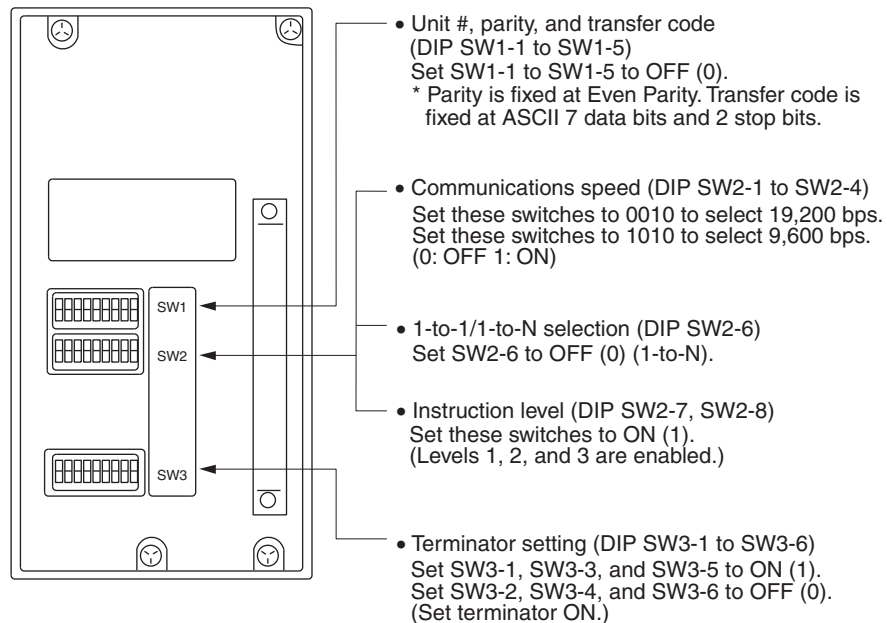 • Unit #, parity, and transfer code
(DIP SW1-1 to SW1-5)
Set SW1-1 to SW1-5 to OFF (0).
* Parity is fixed at Even Parity. Transfer code is
fixed at ASCII 7 data bits and 2 stop bits.
• Communications speed (DIP SW2-1 to SW2-4)
Set these switches to 0010 to select 19,200 bps.
Set these switches to 1010 to select 9,600 bps.
(0: OFF 1: ON)
SW1
• 1-to-1/1-to-N selection (DIP SW2-6)
Set SW2-6 to OFF (0) (1-to-N).
SW2
• Instruction level (DIP SW2-7, SW2-8)
Set these switches to ON (1).
(Levels 1, 2, and 3 are enabled.)
SW3
• Terminator setting (DIP SW3-1 to SW3-6)
Set SW3-1, SW3-3, and SW3-5 to ON (1).
Set SW3-2, SW3-4, and SW3-6 to OFF (0).
(Set terminator ON.)